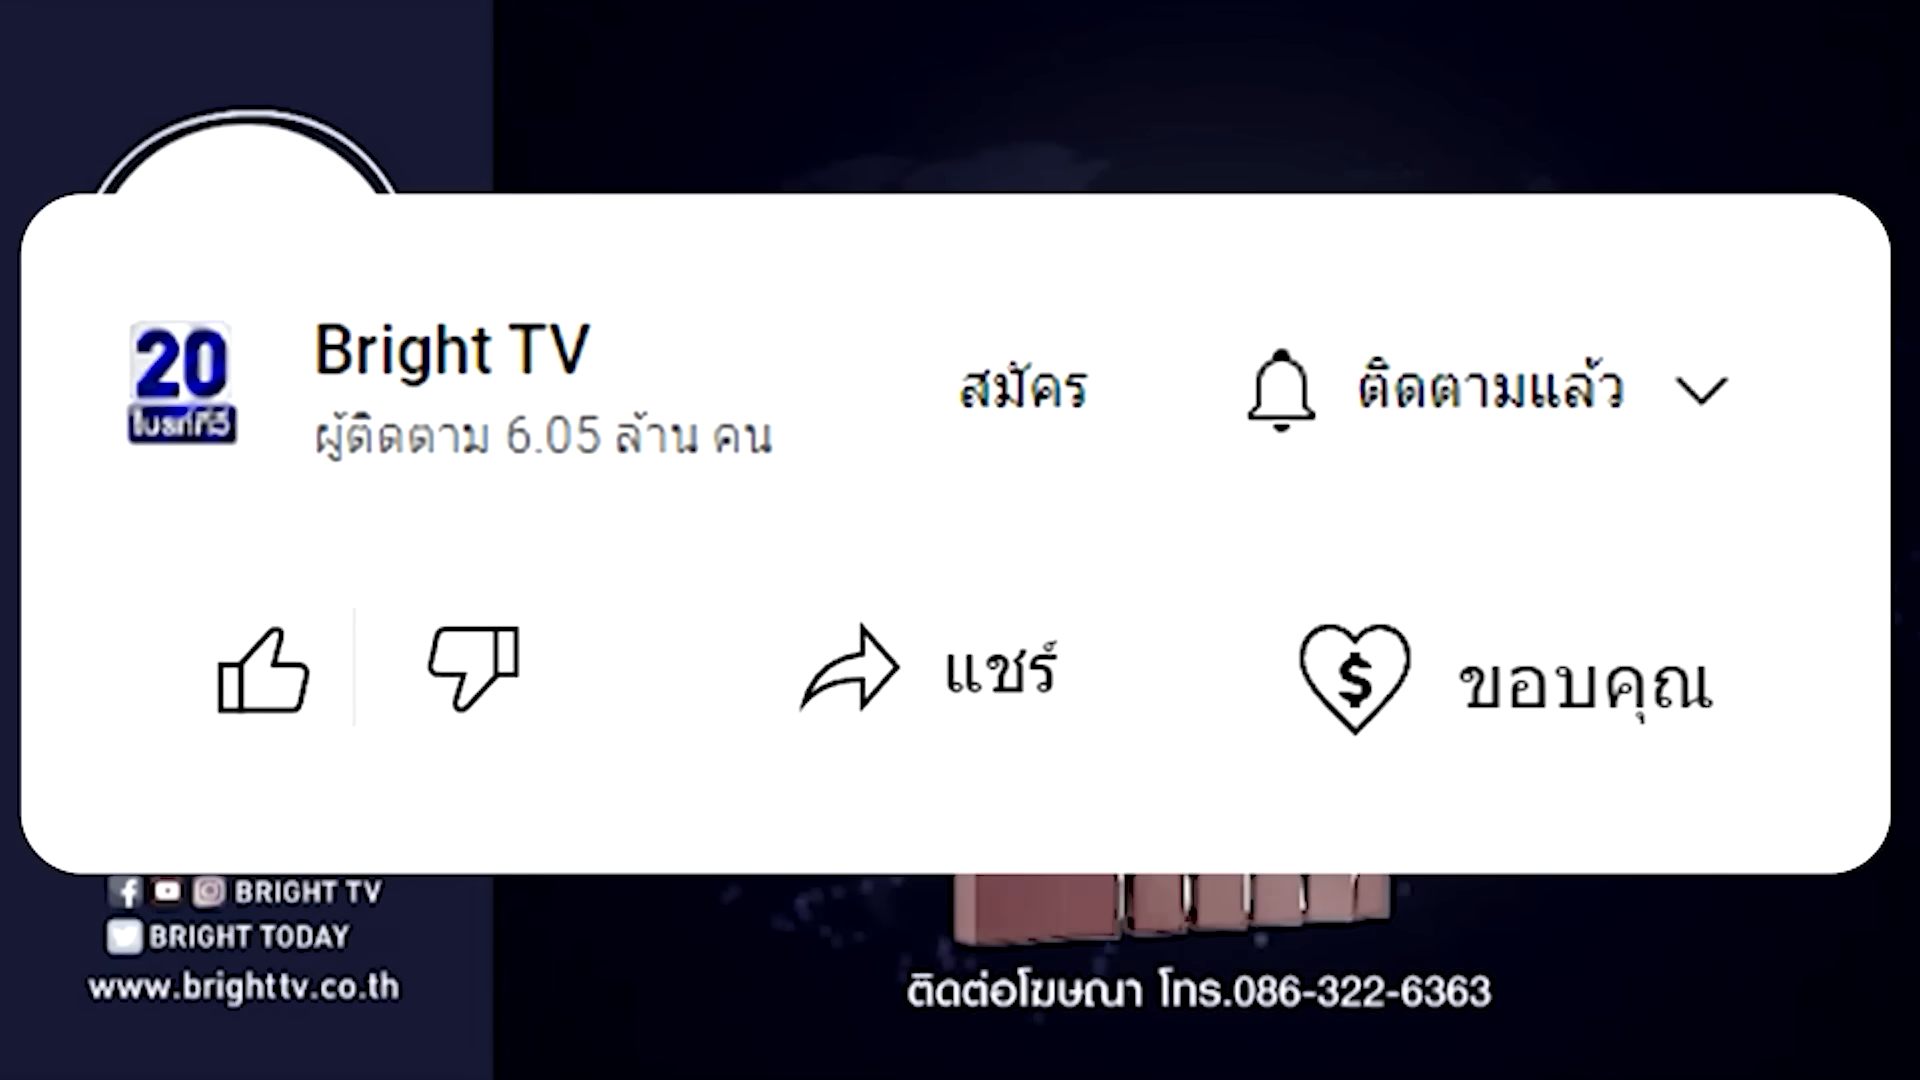 20
ไบรท์ทีวี
Bright TV
ผู้ติดตาม 6.05 ล้าน คน
สมัคร
ติดตามแล้ว
แชร์
$
ขอบคุณ
BRIGHT TV
BRIGHT TODAY
www.brighttv.co.th
ติดต่อโฆษณา โทร.086-322-6363